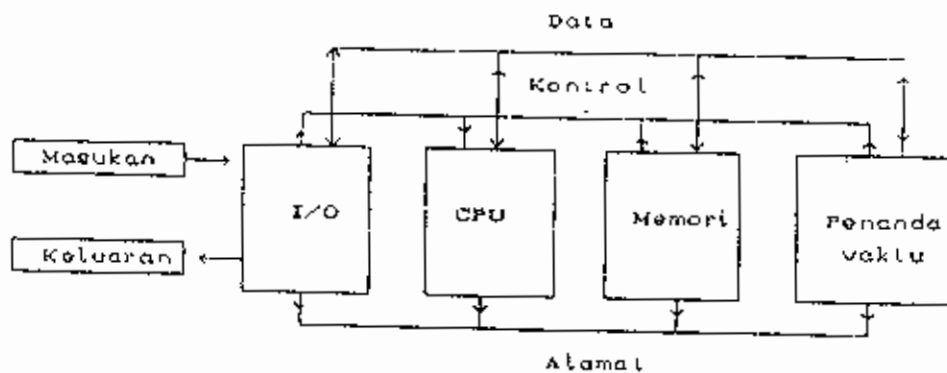 Data
Kontrol
Masukan
I/O
CPU
Memori
Penanda
waktu
Keluaran
Alamat